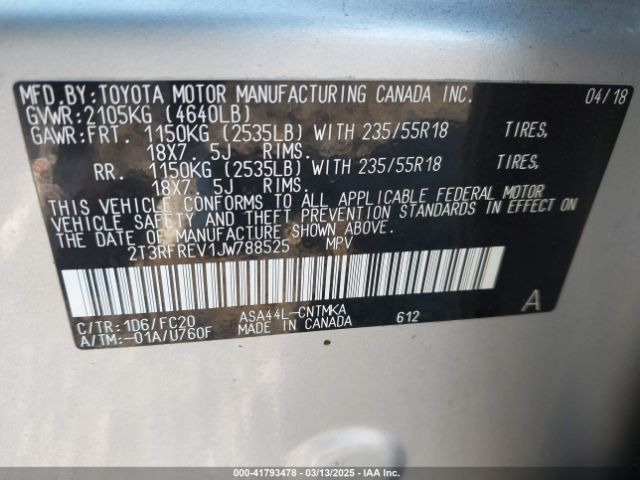 MFD.BY:TOYOTA MOTOR MANUFACTURING CANADA INC. 04/18
GVWR:2105KG (4640LB)
GAWR:FRT. 1150KG (2535LB) WITH 235/55R18 TIRES,
18X7. 5J RIMS.
RR. 1150KG (2535LB) WITH 235/55R18 TIRES,
18X7. 5J RIMS.
THIS VEHICLE CONFORMS TO ALL APPLICABLE FEDERAL MOTOR
VEHICLE SAFETY AND THEFT PREVENTION STANDARDS IN EFFECT ON
THE DATE OF MANUFACTURE SHOWN ABOVE.
2T3RFREV1JW788525 MPV
C/TR:1D6/FC20 ASA44L-CNTMKA 612 A
A/TM:-01A/U760F MADE IN CANADA
000-41793478 - 03/13/2025 - IAA Inc.